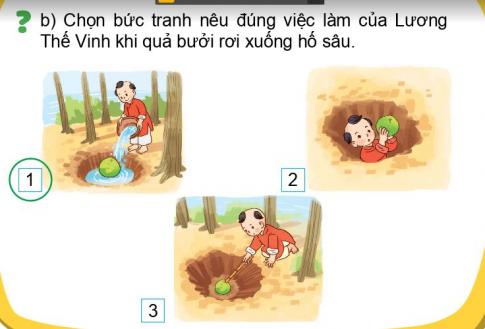 ? b) Chọn bức tranh nêu đúng việc làm của Lương
Thế Vinh khi quả bưởi rơi xuống hố sâu.
1
2
3